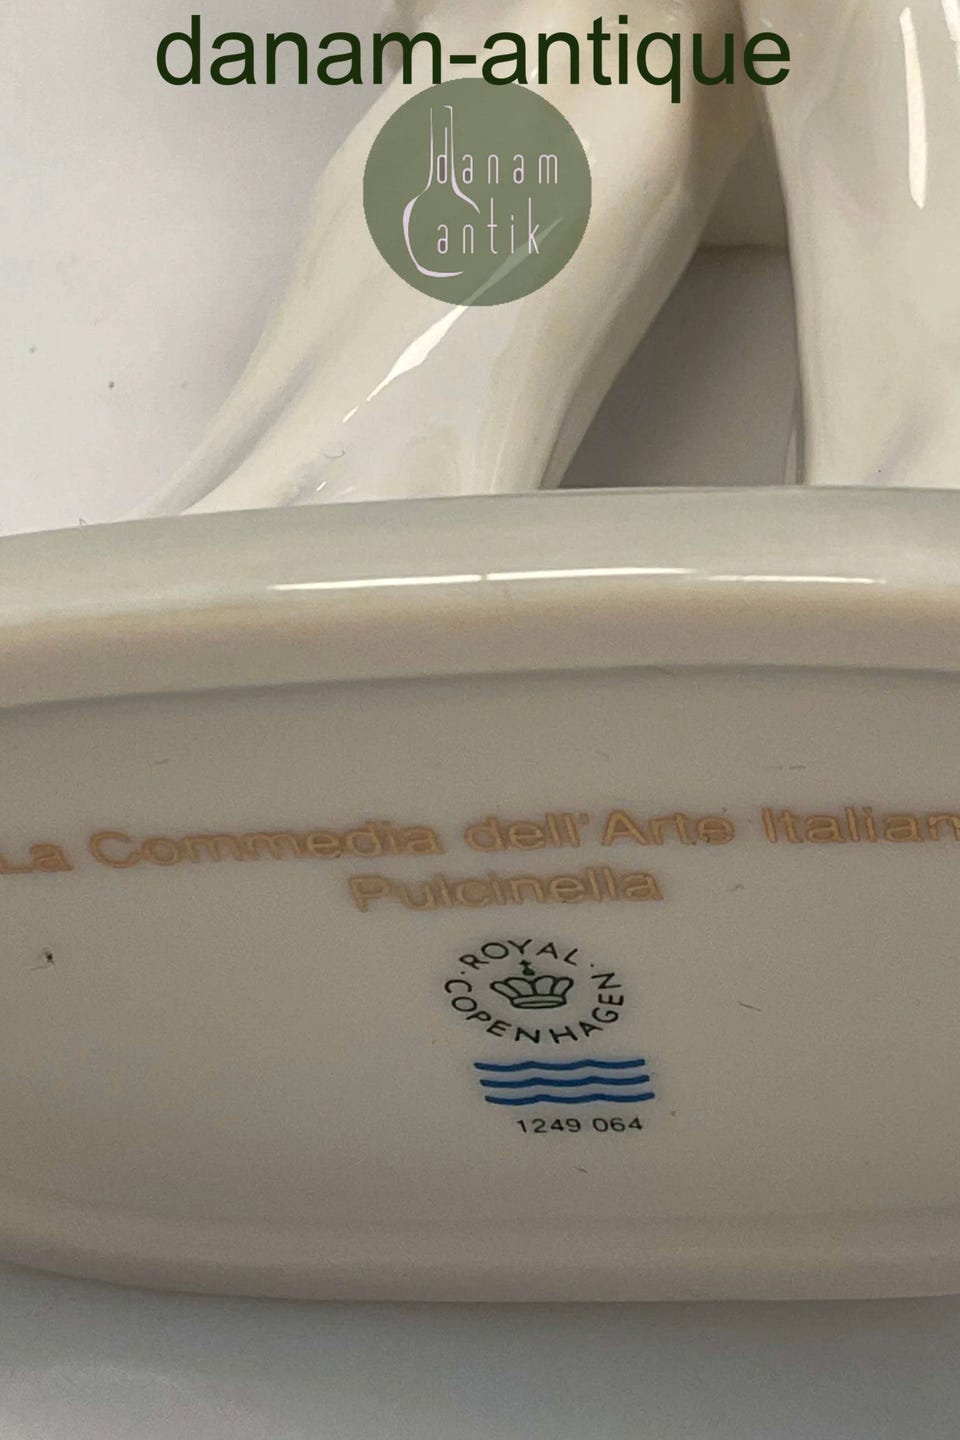 danam-antique
danam
antik
La Commedia dell'Arte Italian
Pulcinella
ROYAL
COPENHAGEN
1249 064